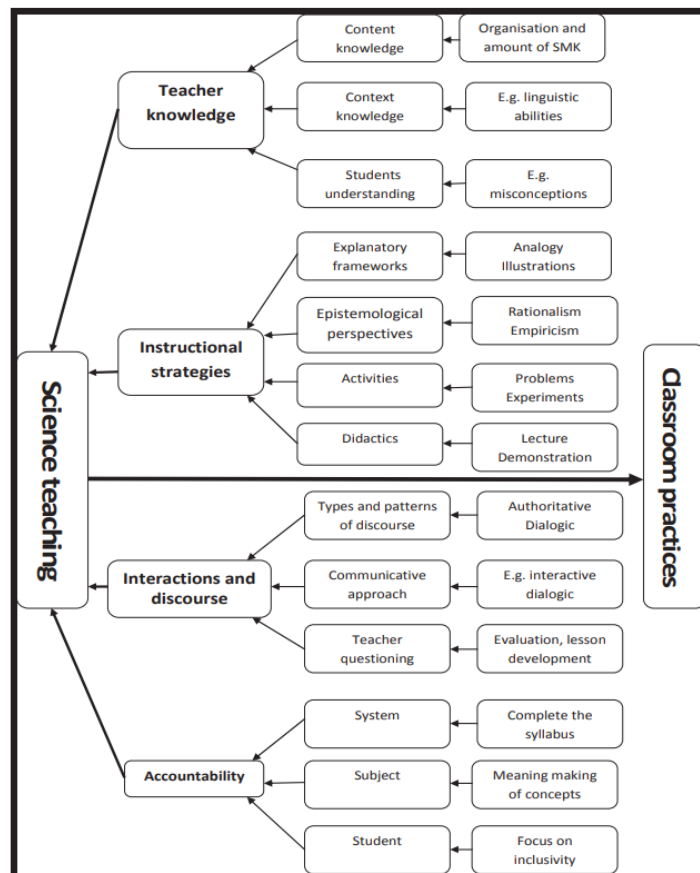 Content
knowledge
Organisation and
amount of SMK
Teacher
knowledge
Context
knowledge
E.g. linguistic
abilities
Students
understanding
E.g.
misconceptions
Explanatory
frameworks
Analogy
Illustrations
Epistemological
perspectives
Rationalism
Empiricism
Instructional
strategies
Activities
Problems
Experiments
Didactics
Lecture
Demonstration
Science teaching
Classroom practices
Types and patterns
of discourse
Authoritative
Dialogic
Interactions and
discourse
Communicative
approach
E.g. interactive
dialogic
Teacher
questioning
Evaluation, lesson
development
System
Complete the
syllabus
Accountability
Subject
Meaning making
of concepts
Student
Focus on
inclusivity